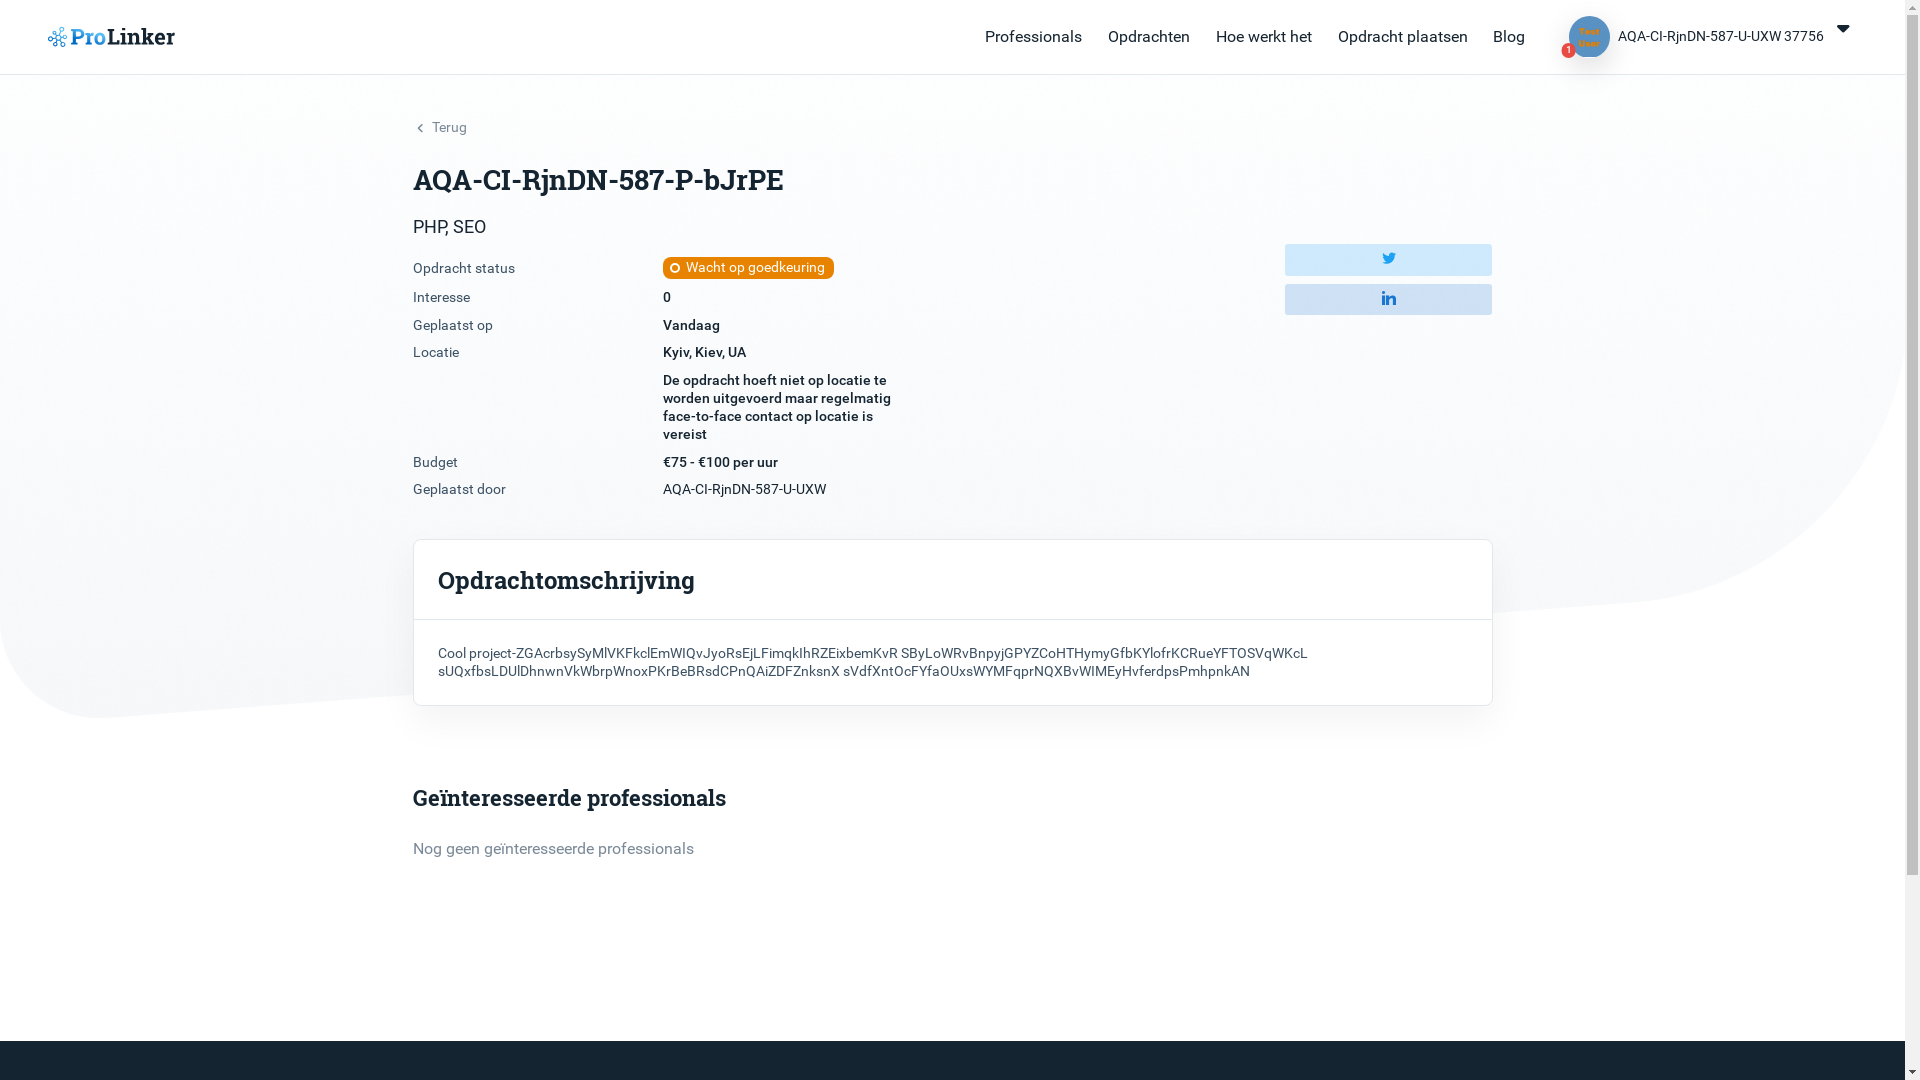 ProLinker
Professionals
Opdrachten
Hoe werkt het
Opdracht plaatsen
Blog
Test
User
1
AQA-CI-RjnDN-587-U-UXW 37756
Terug
AQA-CI-RjnDN-587-P-bJrPE
PHP, SEO
Opdracht status
Wacht op goedkeuring
Interesse
0
Geplaatst op
Vandaag
Locatie
Kyiv, Kiev, UA
De opdracht hoeft niet op locatie te
worden uitgevoerd maar regelmatig
face-to-face contact op locatie is
vereist
Budget
€75 - €100 per uur
Geplaatst door
AQA-CI-RjnDN-587-U-UXW
Opdrachtomschrijving
Cool project-ZGAcrbsySyMlVKFkclEmWIQvJyoRsEjLFimqkIhRZEixbemKvR SByLoWRvBnpyjGPYZCoHTHymyGfbKYlofrKCRueYFTOSVqWKcL
sUQxfbsLDUlDhnwnVkWbrpWnoxPKrBeBRsdCPnQAiZDFZnksnX sVdfXntOcFYfaOUxsWYMFqprNQXBvWIMEyHvferdpsPmhpnkAN
Geïnteresseerde professionals
Nog geen geïnteresseerde professionals